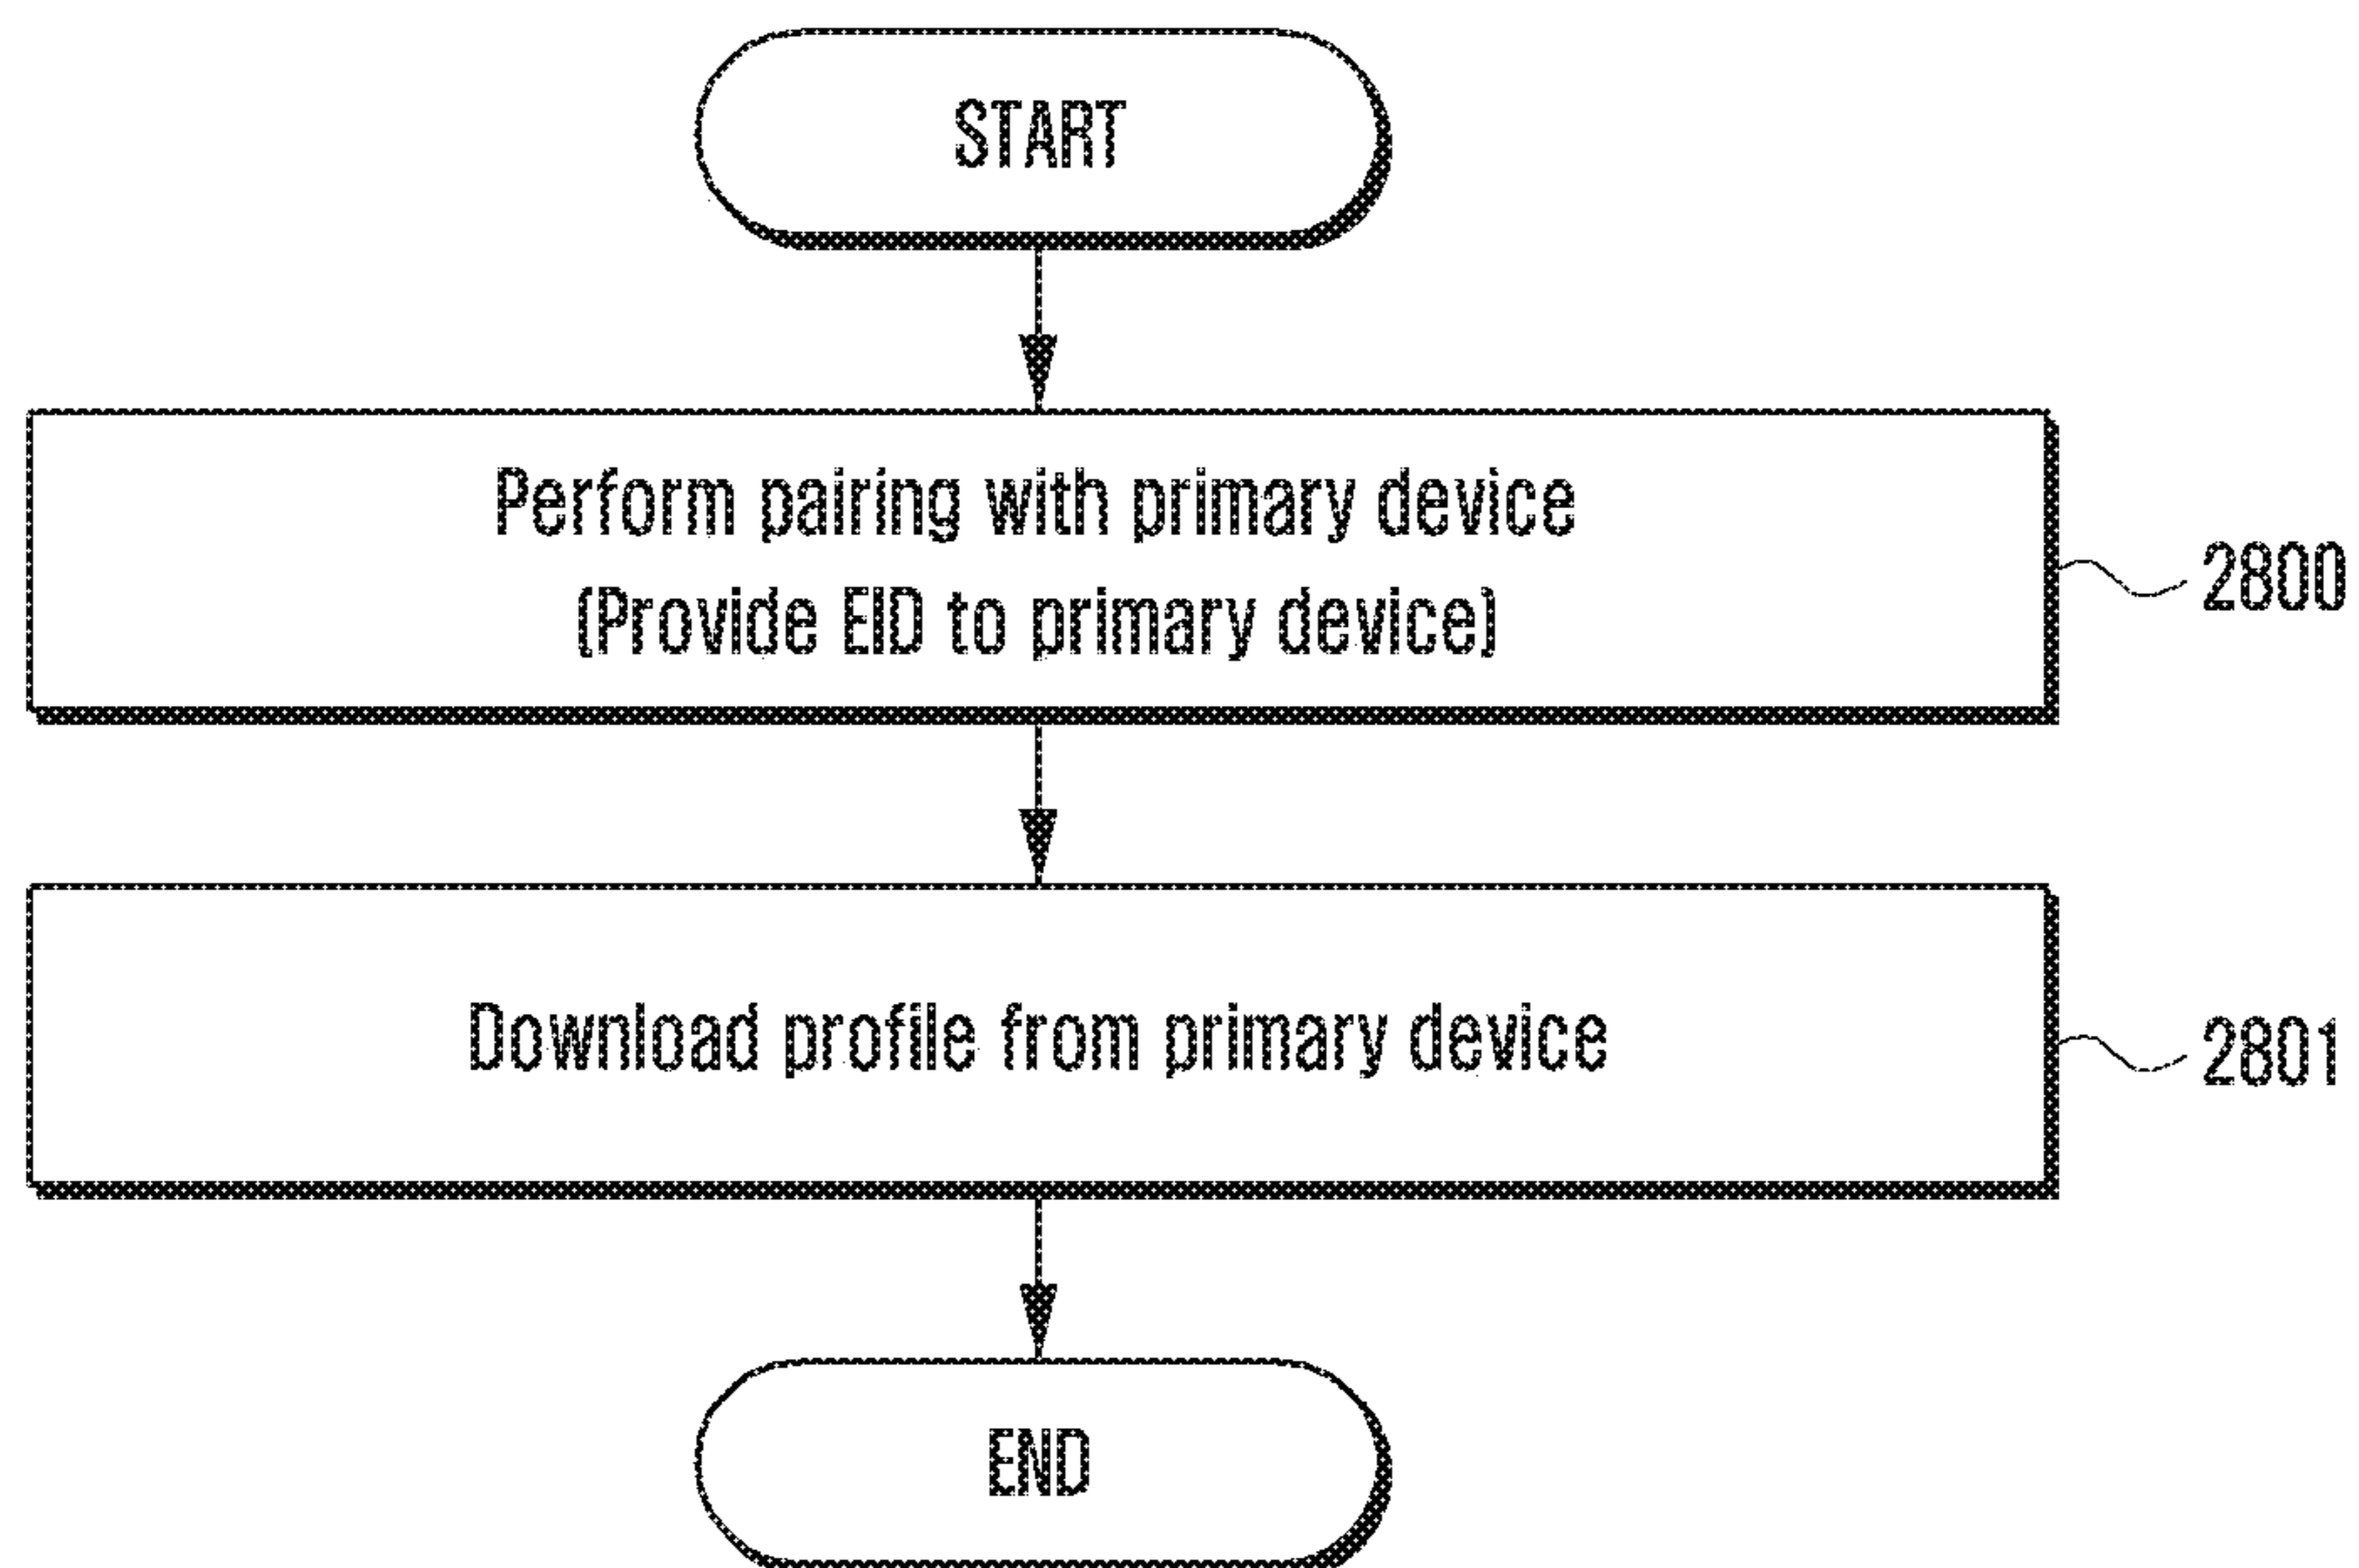 START
Perform pairing with primary device
(Provide EID to primary device)
2800
Download profile from primary device
2801
END